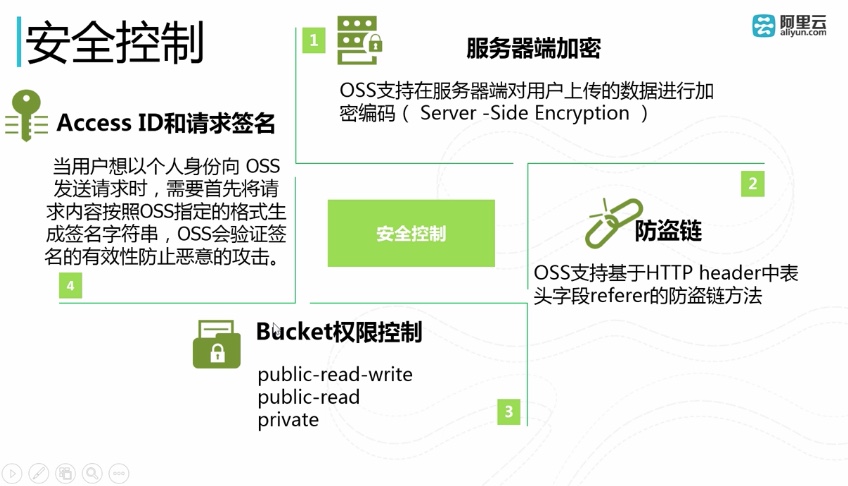 安全控制
阿里云
aliyun.com
1
服务器端加密
OSS支持在服务器端对用户上传的数据进行加
密编码（ Server -Side Encryption ）
Access ID和请求签名
当用户想以个人身份向 OSS
发送请求时，需要首先将请
求内容按照OSS指定的格式生
成签名字符串，OSS会验证签
名的有效性防止恶意的攻击。
4
安全控制
2
防盗链
OSS支持基于HTTP header中表
头字段referer的防盗链方法
Bucket权限控制
public-read-write
public-read
private
3